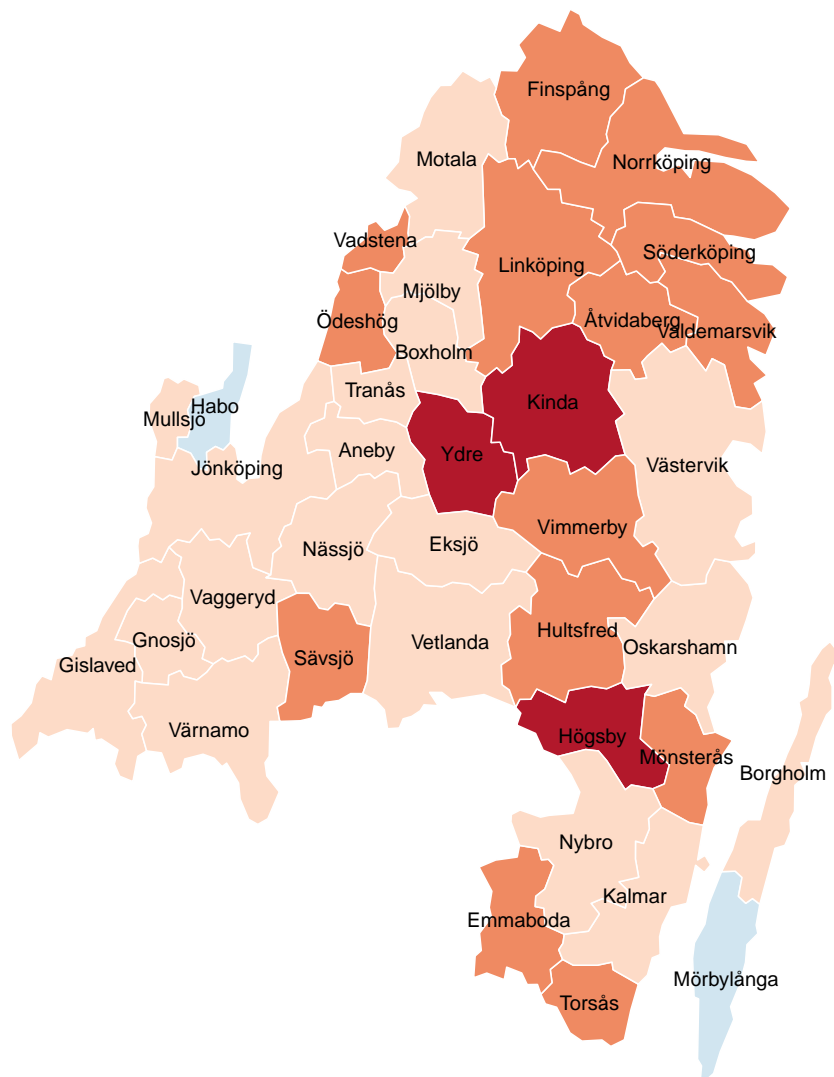 Finspång
Motala
Norrköping
Vadstena
Söderköping
Linköping
Mjölby
Ödeshög
Åtvidaberg
Valdemarsvik
Boxholm
Tranås
Kinda
Habo
Mullsjö
Aneby
Ydre
Jönköping
Västervik
Vimmerby
Eksjö
Nässjö
Vaggeryd
Hultsfred
Gnosjö
Vetlanda
Oskarshamn
Sävsjö
Gislaved
Värnamo
Högsby
Mönsterås
Borgholm
Nybro
Kalmar
Emmaboda
Mörbylånga
Torsås